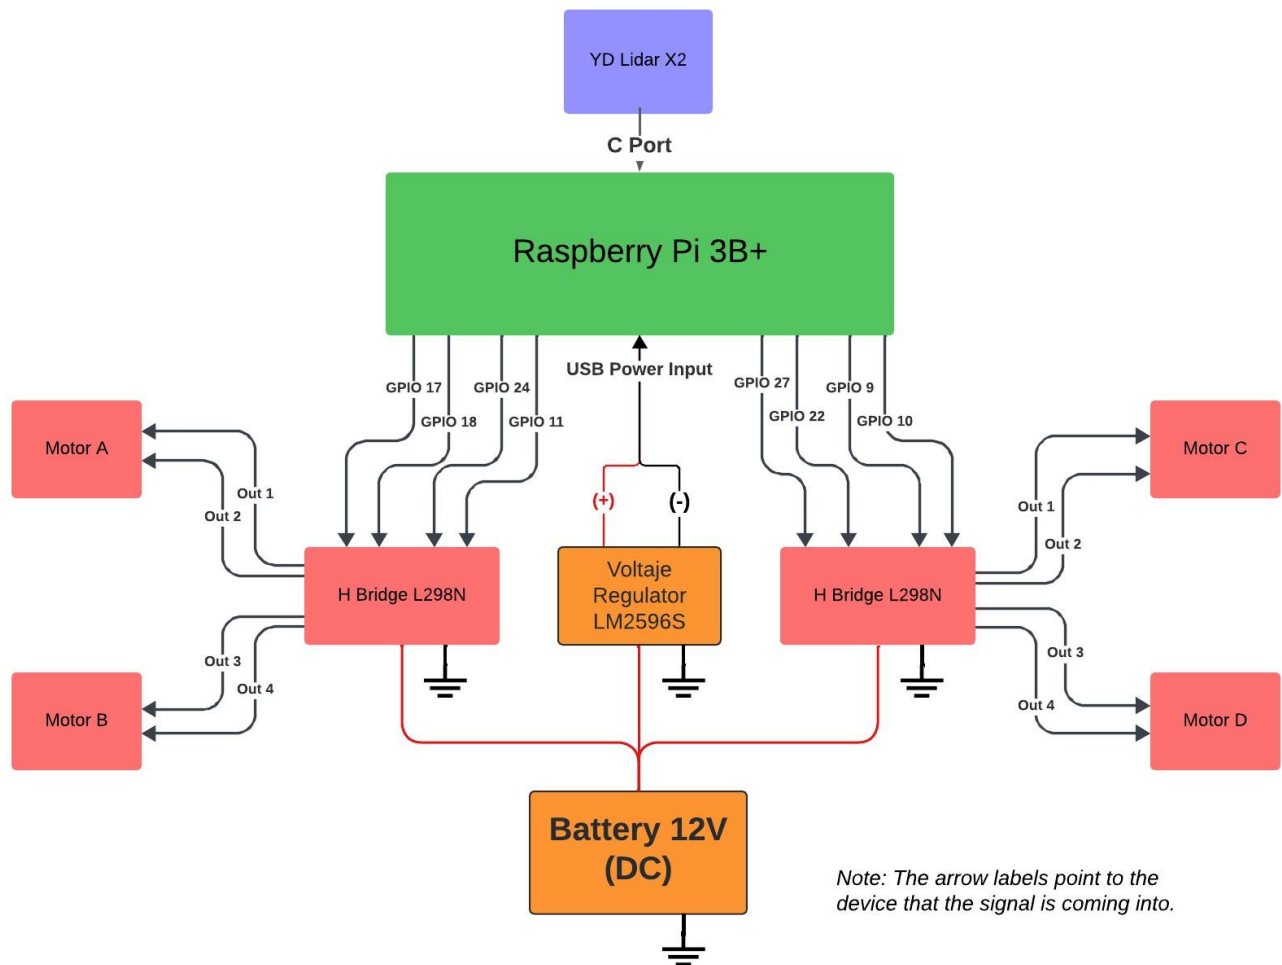 YD Lidar X2
C Port
Raspberry Pi 3B+
USB Power Input
GPIO 17
GPIO 24
GPIO 18
GPIO 11
GPIO 27
GPIO 9
GPIO 22
GPIO 10
Motor A
Out 1
Out 2
(+)
(-)
Motor C
Out 1
Out 2
H Bridge L298N
Voltaje
Regulator
LM2596S
H Bridge L298N
Out 3
Out 4
Motor B
Out 3
Out 4
Motor D
Battery 12V
(DC)
Note: The arrow labels point to the
device that the signal is coming into.